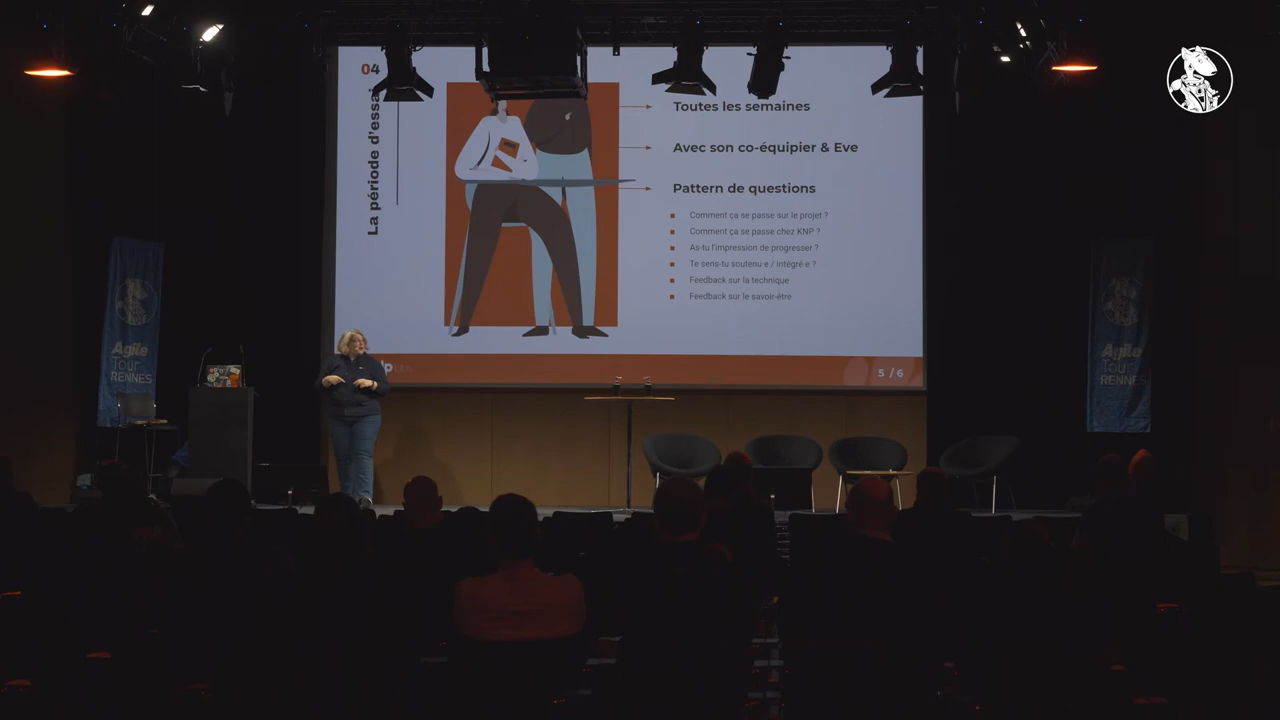 04
La période d'essai
Toutes les semaines
Avec son co-équipier & Eve
Pattern de questions
Comment ça se passe sur le projet ?
Comment ça se passe chez KNP ?
As-tu l'impression de progresser ?
Te sens-tu soutenu·e / intégré·e ?
Feedback sur la technique
Feedback sur le savoir-être
5 / 6
Agile
Tour
RENNES
Agile
Tour
RENNES